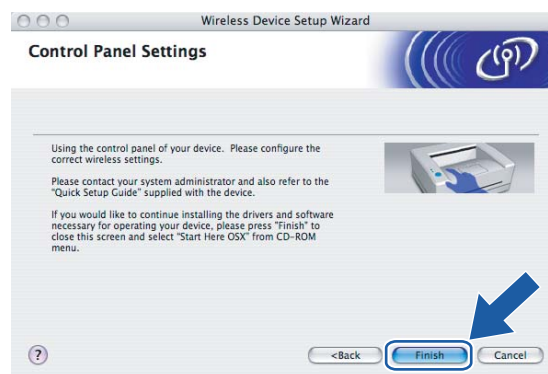 Wireless Device Setup Wizard
Control Panel Settings
Using the control panel of your device. Please configure the
correct wireless settings.
Please contact your system administrator and also refer to the
"Quick Setup Guide" supplied with the device.
If you would like to continue installing the drivers and software
necessary for operating your device, please press "Finish" to
close this screen and select "Start Here OSX" from CD-ROM
menu.
?
<Back
Finish
Cancel